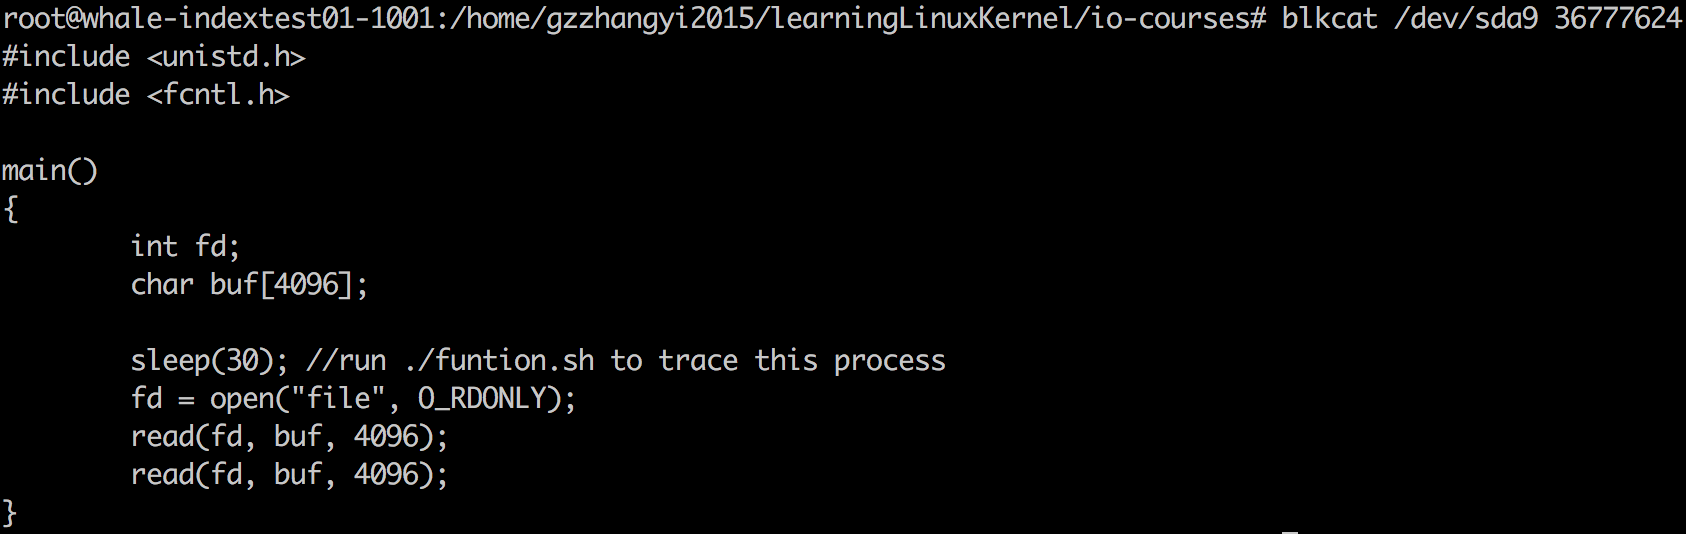 root@whale-indextest01-1001:/home/gzzhangyi2015/learningLinuxKernel/io-courses# blkcat /dev/sda9 36777624
#include <unistd.h>
#include <fcntl.h>

main()
{
        int fd;
        char buf[4096];

        sleep(30); //run ./funtion.sh to trace this process
        fd = open("file", O_RDONLY);
        read(fd, buf, 4096);
        read(fd, buf, 4096);
}